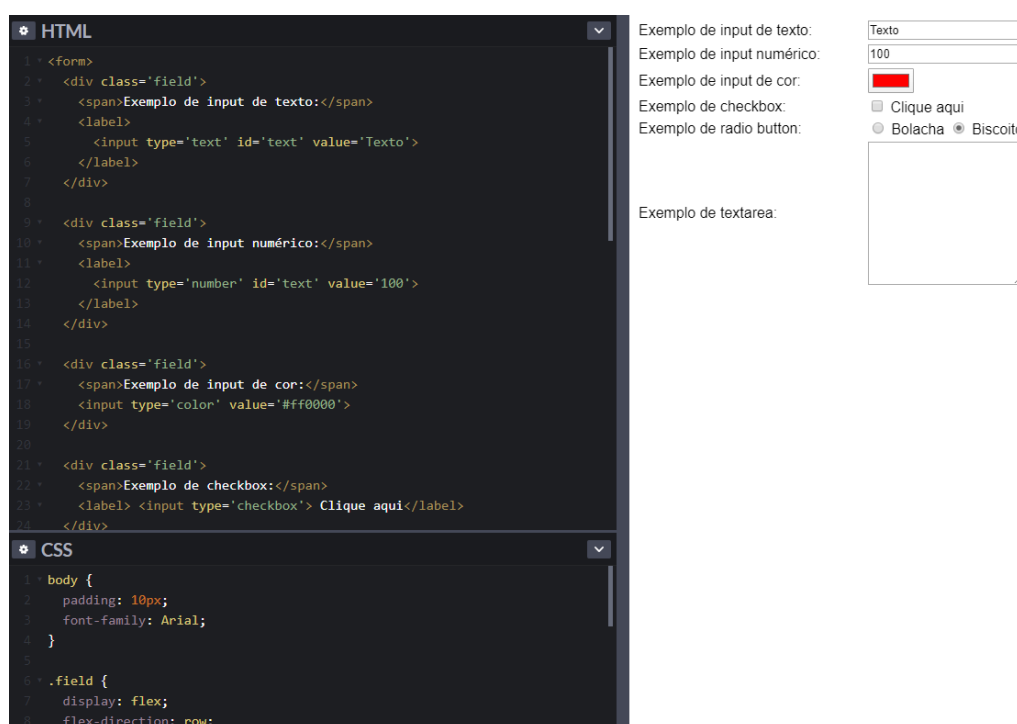 HTML
1 <form>
2 <div class='field'>
3 <span>Exemplo de input de texto:</span>
4 <label>
5 <input type='text' id='text' value='Texto'>
6 </label>
7 </div>
8
9 <div class='field'>
10 <span>Exemplo de input numérico:</span>
11 <label>
12 <input type='number' id='text' value='100'>
13 </label>
14 </div>
15
16 <div class='field'>
17 <span>Exemplo de input de cor:</span>
18 <input type='color' value='#ff0000'>
19 </div>
20
21 <div class='field'>
22 <span>Exemplo de checkbox:</span>
23 <label> <input type='checkbox'> Clique aqui</label>
24 </div>
CSS
1 body {
2 padding: 10px;
3 font-family: Arial;
4 }
5
6 .field {
7 display: flex;
8 flex-direction: row;
Exemplo de input de texto: Texto
Exemplo de input numérico: 100
Exemplo de input de cor:
Exemplo de checkbox: Clique aqui
Exemplo de radio button: Bolacha Biscoito
Exemplo de textarea: